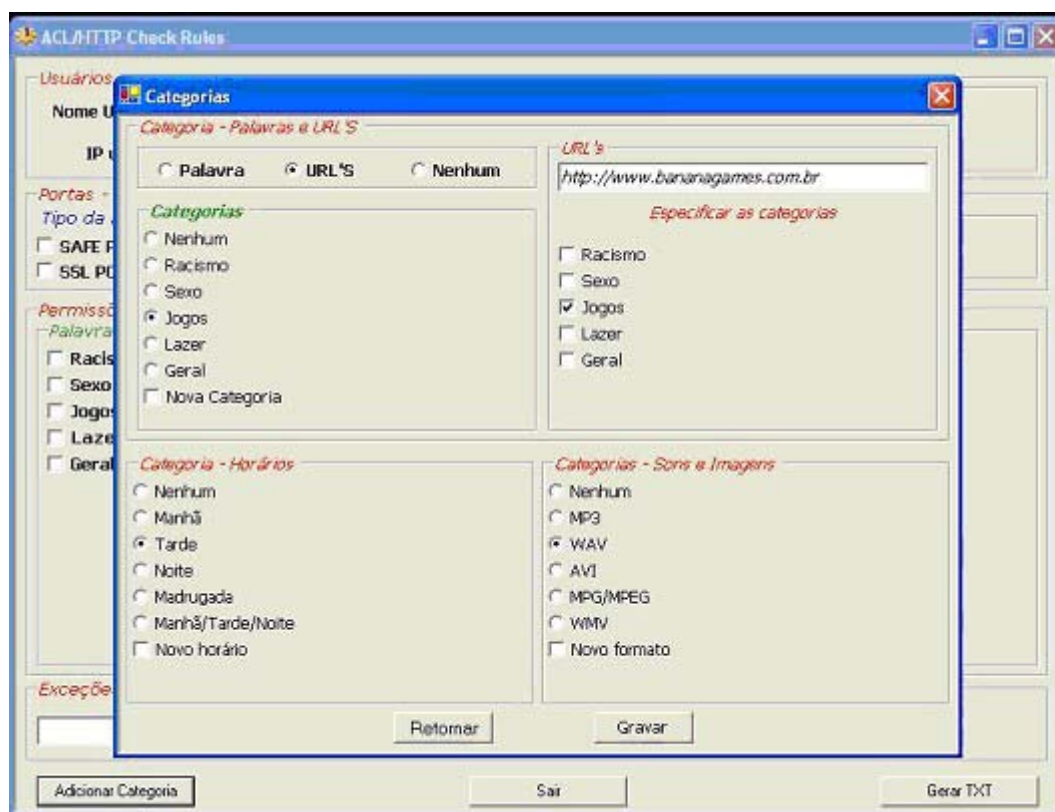 ACL/HTTP Check Rules
Usuários
Nome U
IP
Portas -
Tipo da
SAFE P
SSL PO
Permissõ
Palavra
Racis
Sexo
Jogos
Laze
Geral
Exceçõe
Categorias
Categoria - Palavras e URL'S
Palavra URL'S Nenhum
Categorias
Nenhum
Racismo
Sexo
Jogos
Lazer
Geral
Nova Categoria
URL's
http://www.bananagames.com.br
Especificar as categorias
Racismo
Sexo
Jogos
Lazer
Geral
Categoria - Horários
Nenhum
Manhã
Tarde
Noite
Madrugada
Manhã/Tarde/Noite
Novo horário
Categorias - Sons e Imagens
Nenhum
MP3
WAV
AVI
MPG/MPEG
WMV
Novo formato
Retornar Gravar
Adicionar Categoria Sair Gerar TXT